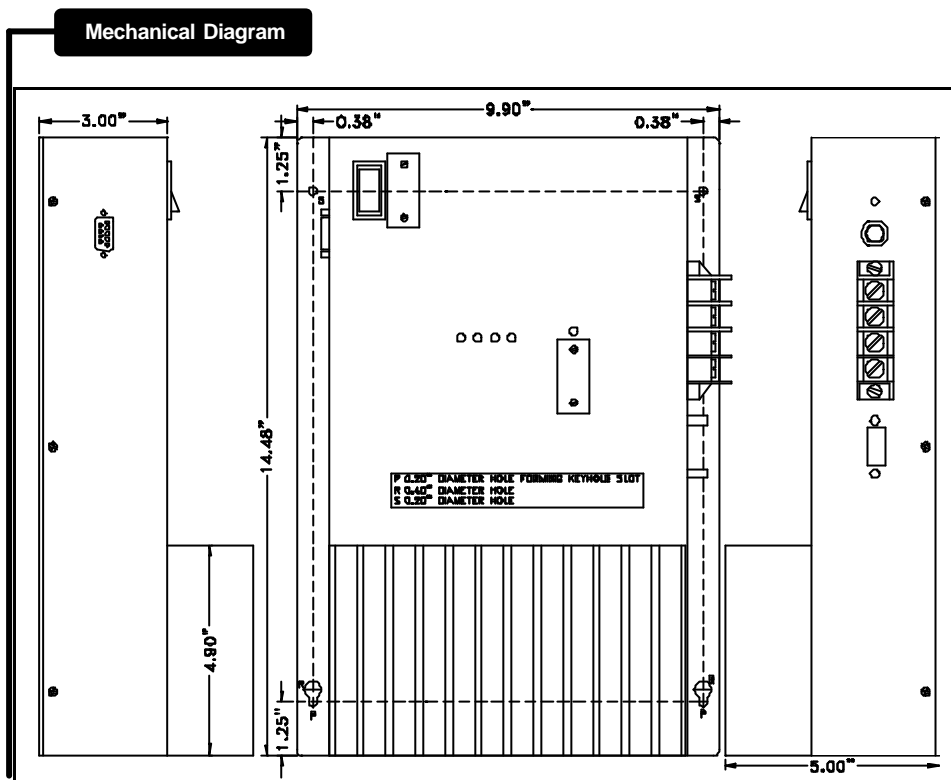 Mechanical Diagram
9.90"
3.00"
0.38"
0.38"
1.25"
14.48"
P 0.20" DIAMETER HOLE FORMING KEYHOLE SLOT
R 0.40" DIAMETER HOLE
S 0.20" DIAMETER HOLE
4.90"
1.25"
5.00"